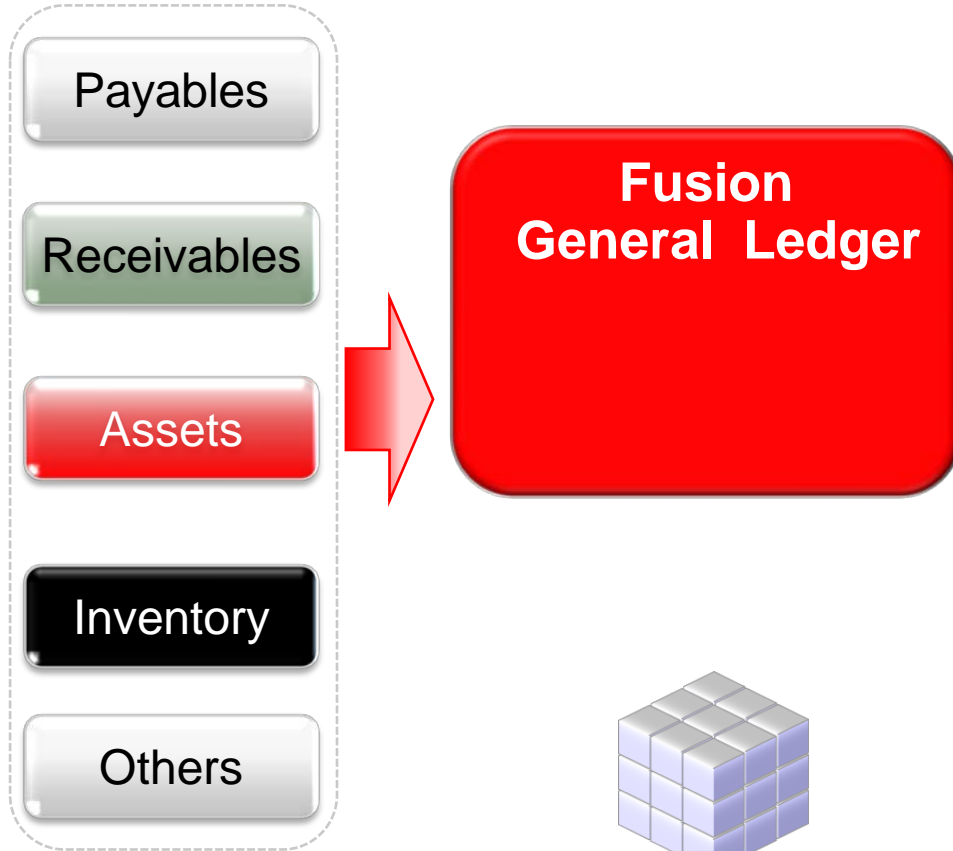 Payables
Receivables
Assets
Inventory
Others
Fusion
General Ledger